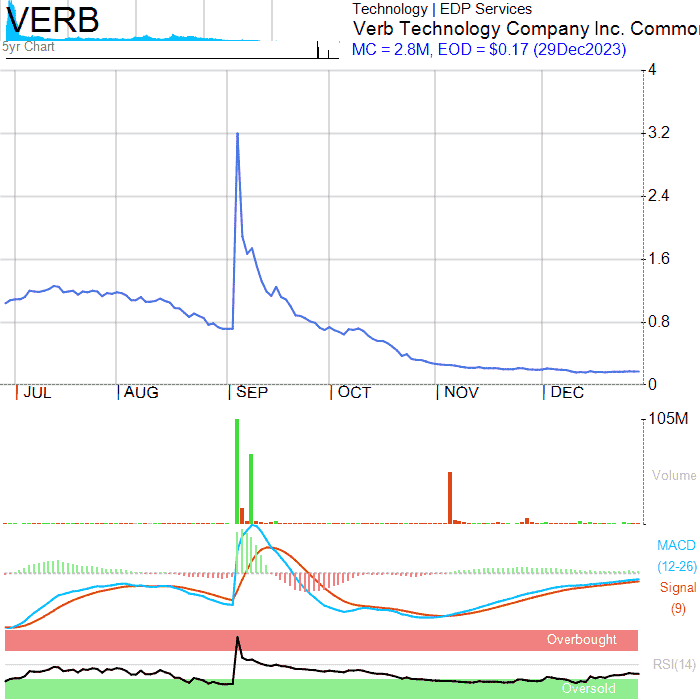 VERB
5yr Chart
Technology | EDP Services
Verb Technology Company Inc. Common
MC = 2.8M, EOD = $0.17 (29Dec2023)
4
3.2
2.4
1.6
0.8
0
JUL AUG SEP OCT NOV DEC
105M
Volume
MACD
(12-26)
Signal
(9)
Overbought
RSI(14)
Oversold